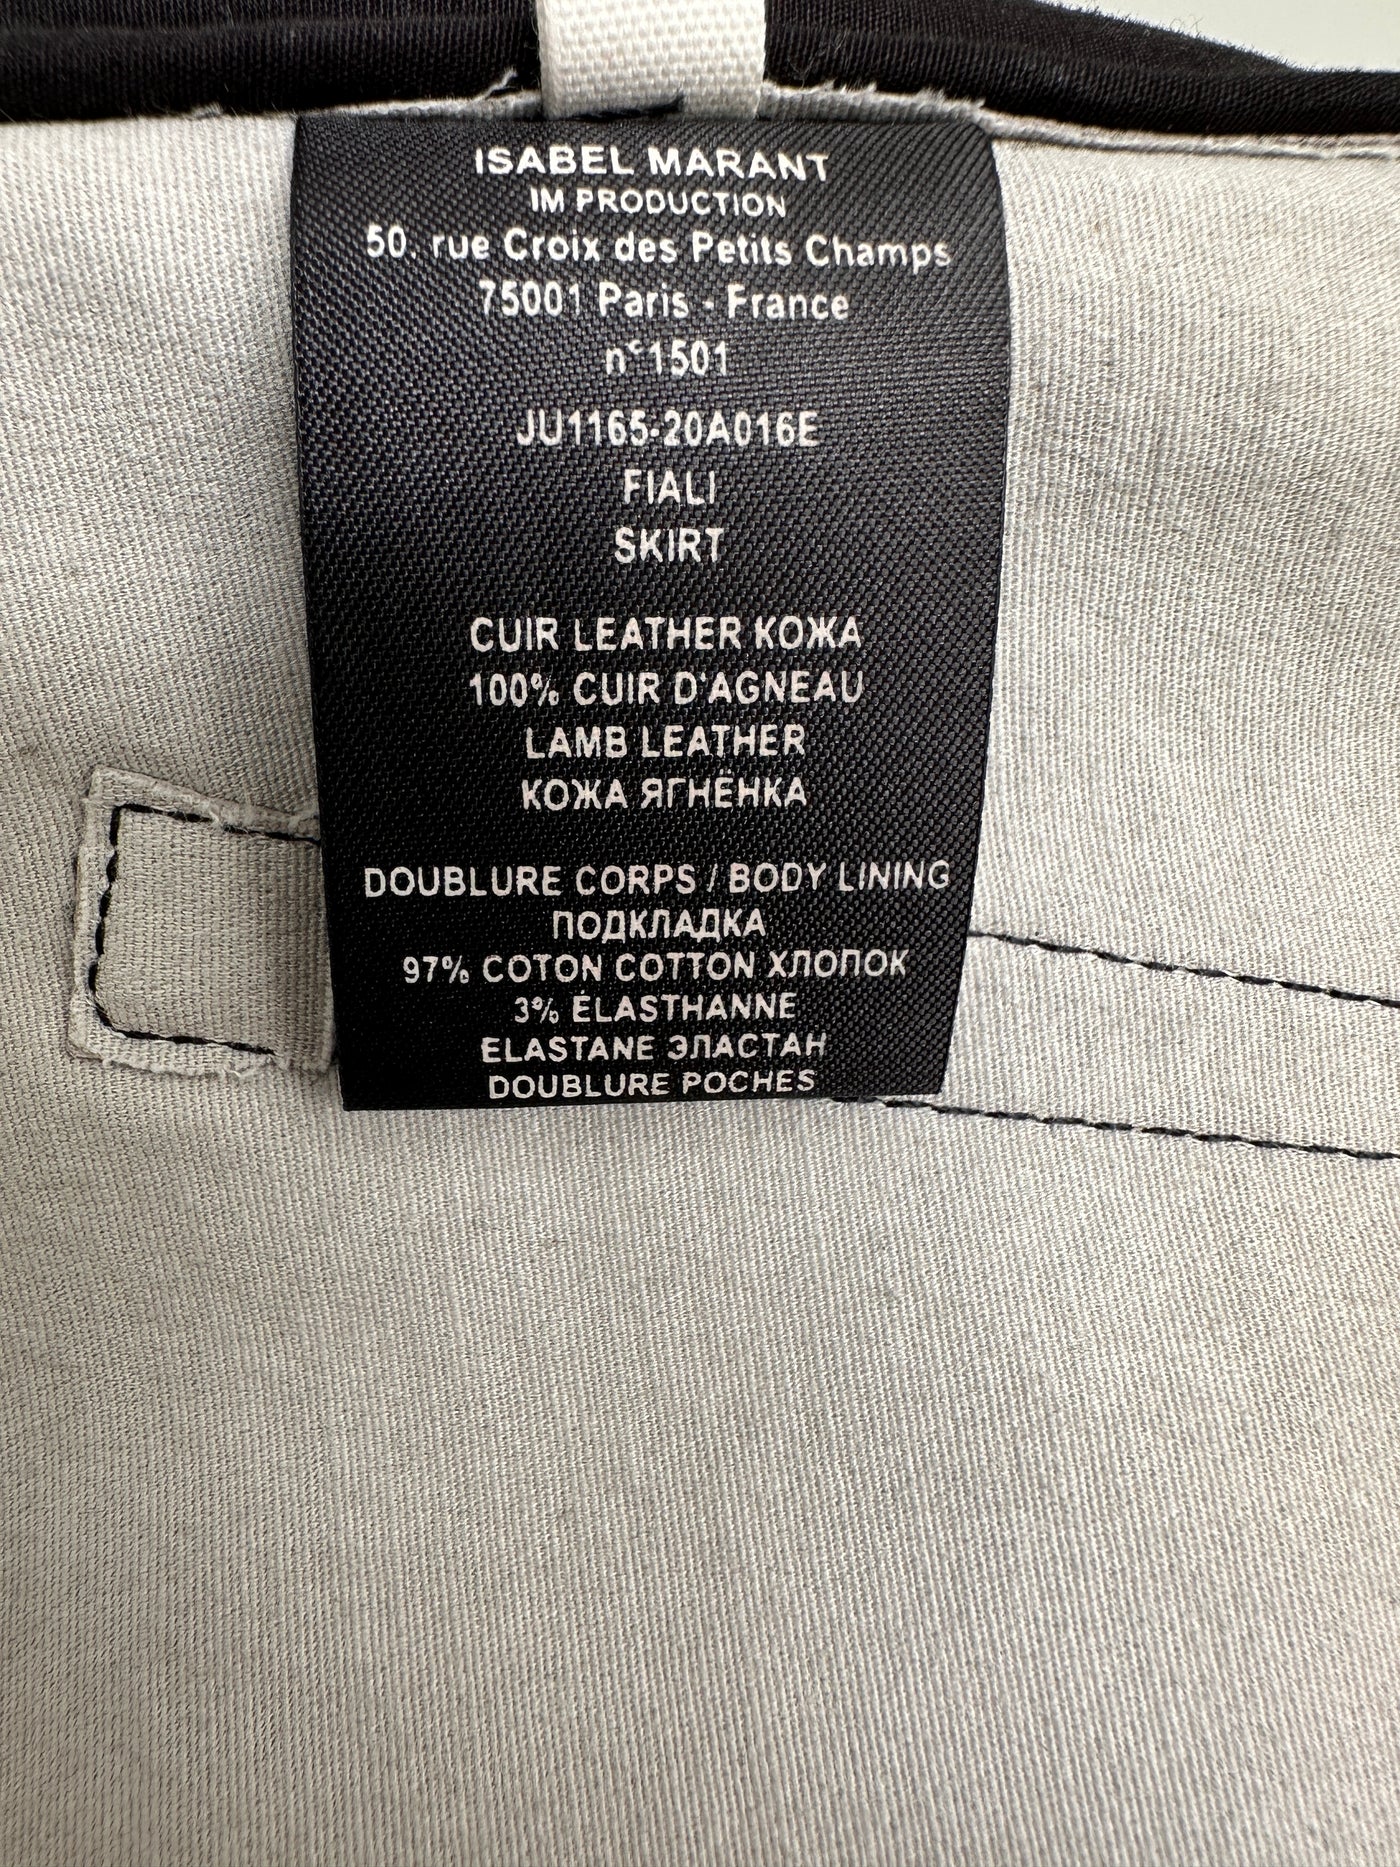 ISABEL MARANT
IM PRODUCTION
50, rue Croix des Petits Champs
75001 Paris - France
n°1501
JU1165-20A016E
FIALI
SKIRT
CUIR LEATHER КОЖА
100% CUIR D'AGNEAU
LAMB LEATHER
КОЖА ЯГНЁНКА
DOUBLURE CORPS / BODY LINING
ПОДКЛАДКА
97% COTON COTTON ХЛОПОК
3% ÉLASTHANNE
ELASTANE ЭЛАСТАН
DOUBLURE POCHES